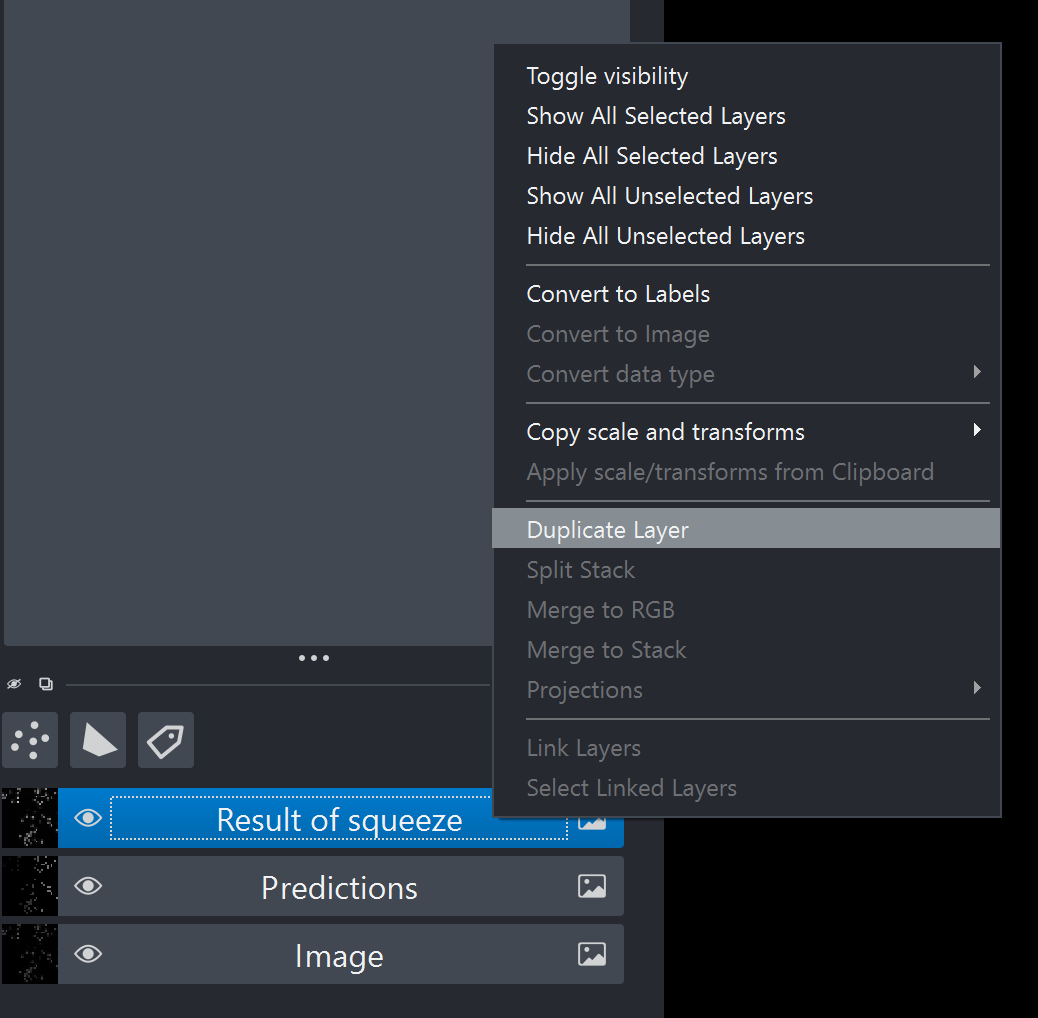 Toggle visibility
Show All Selected Layers
Hide All Selected Layers
Show All Unselected Layers
Hide All Unselected Layers
Convert to Labels
Convert to Image
Convert data type
Copy scale and transforms
Apply scale/transforms from Clipboard
Duplicate Layer
Split Stack
Merge to RGB
Merge to Stack
Projections
Link Layers
Select Linked Layers
Result of squeeze
Predictions
Image